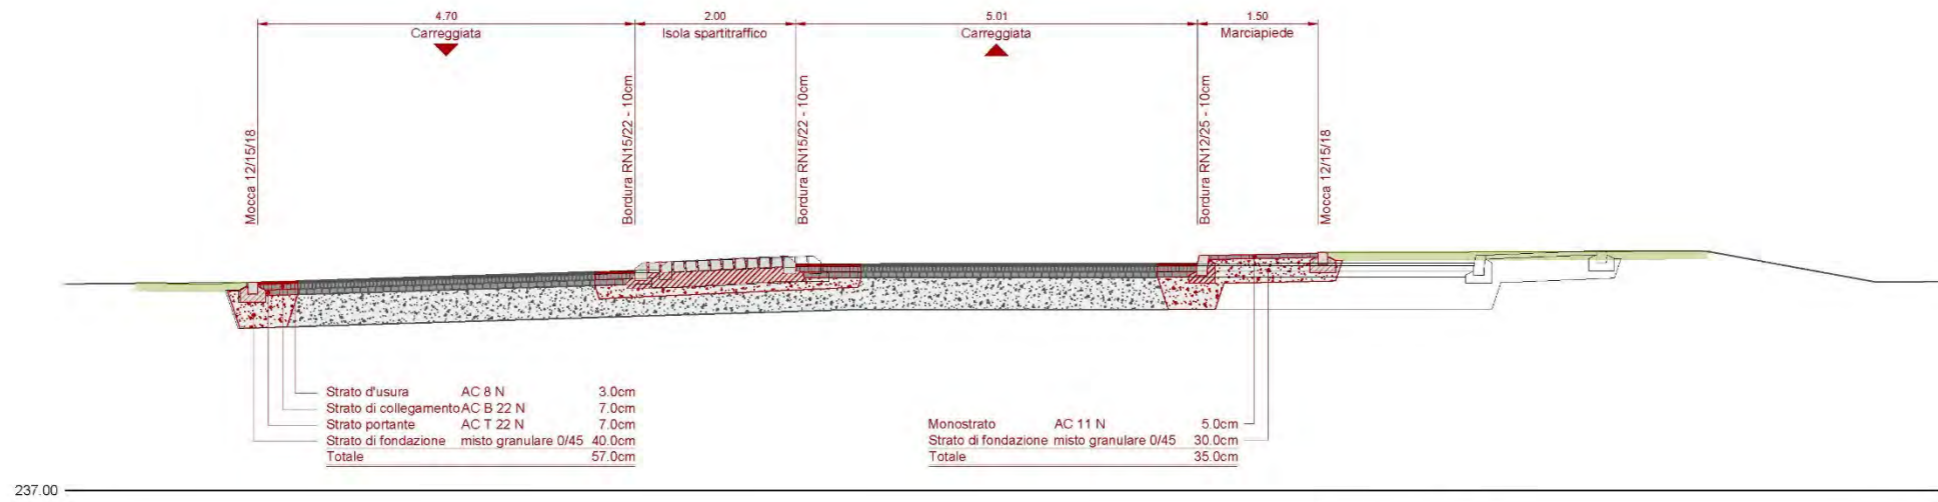 4.70 2.00 5.01 1.50
Carreggiata Isola spartitraffico Carreggiata Marciapiede
Mocca 12/15/18
Bordura RN15/22 - 10cm
Bordura RN15/22 - 10cm
Bordura RN12/25 - 10cm
Mocca 12/15/18
Strato d'usura AC 8 N 3.0cm
Strato di collegamento AC B 22 N 7.0cm
Strato portante AC T 22 N 7.0cm
Strato di fondazione misto granulare 0/45 40.0cm
Totale 57.0cm
Monostrato AC 11 N 5.0cm
Strato di fondazione misto granulare 0/45 30.0cm
Totale 35.0cm
237.00